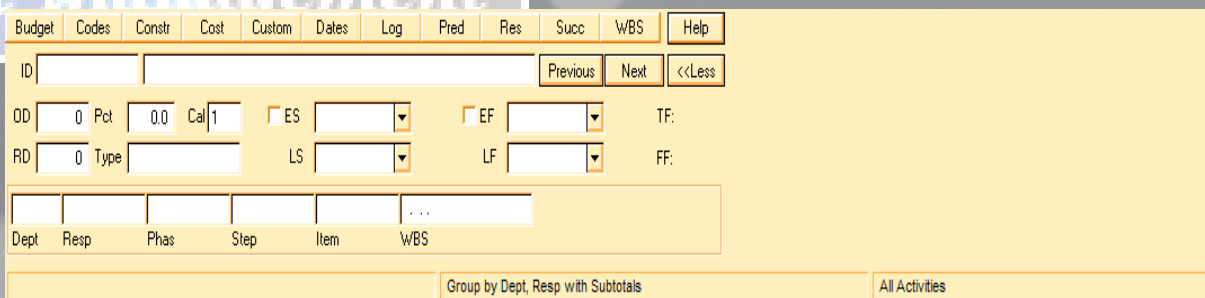 Budget Codes Constr Cost Custom Dates Log Pred Res Succ WBS Help
ID Previous Next <<Less
OD 0 Pct 0.0 Cal 1 ES EF TF:
RD 0 Type LS LF FF:
. . .
Dept Resp Phas Step Item WBS
Group by Dept, Resp with Subtotals All Activities